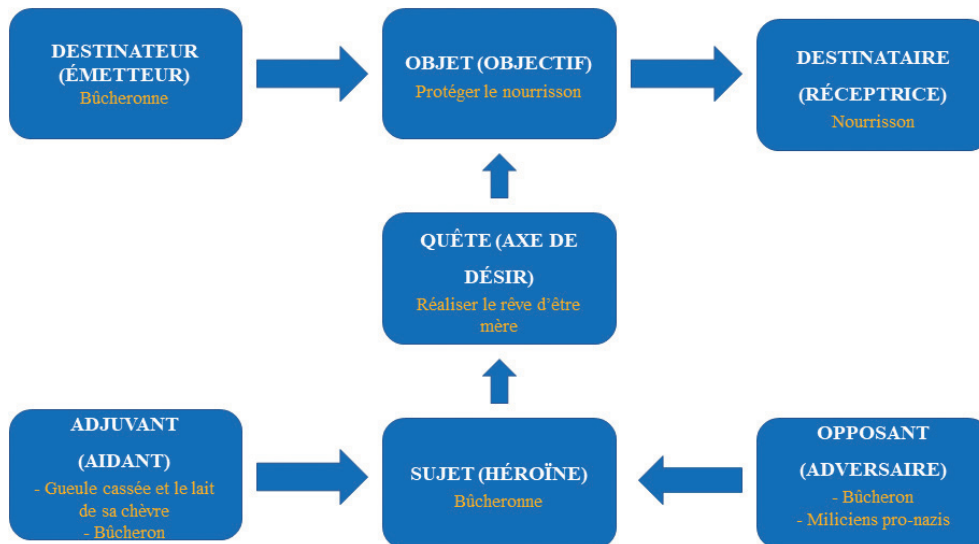 DESTINATEUR
(ÉMETTEUR)
Bûcheronne
OBJET (OBJECTIF)
Protéger le nourrisson
DESTINATAIRE
(RÉCEPTRICE)
Nourrisson
QUÊTE (AXE DE
DÉSIR)
Réaliser le rêve d'être
mère
ADJUVANT
(AIDANT)
- Gueule cassée et le lait
de sa chèvre
- Bûcheron
SUJET (HÉROÏNE)
Bûcheronne
OPPOSANT
(ADVERSAIRE)
- Bûcheron
- Miliciens pro-nazis